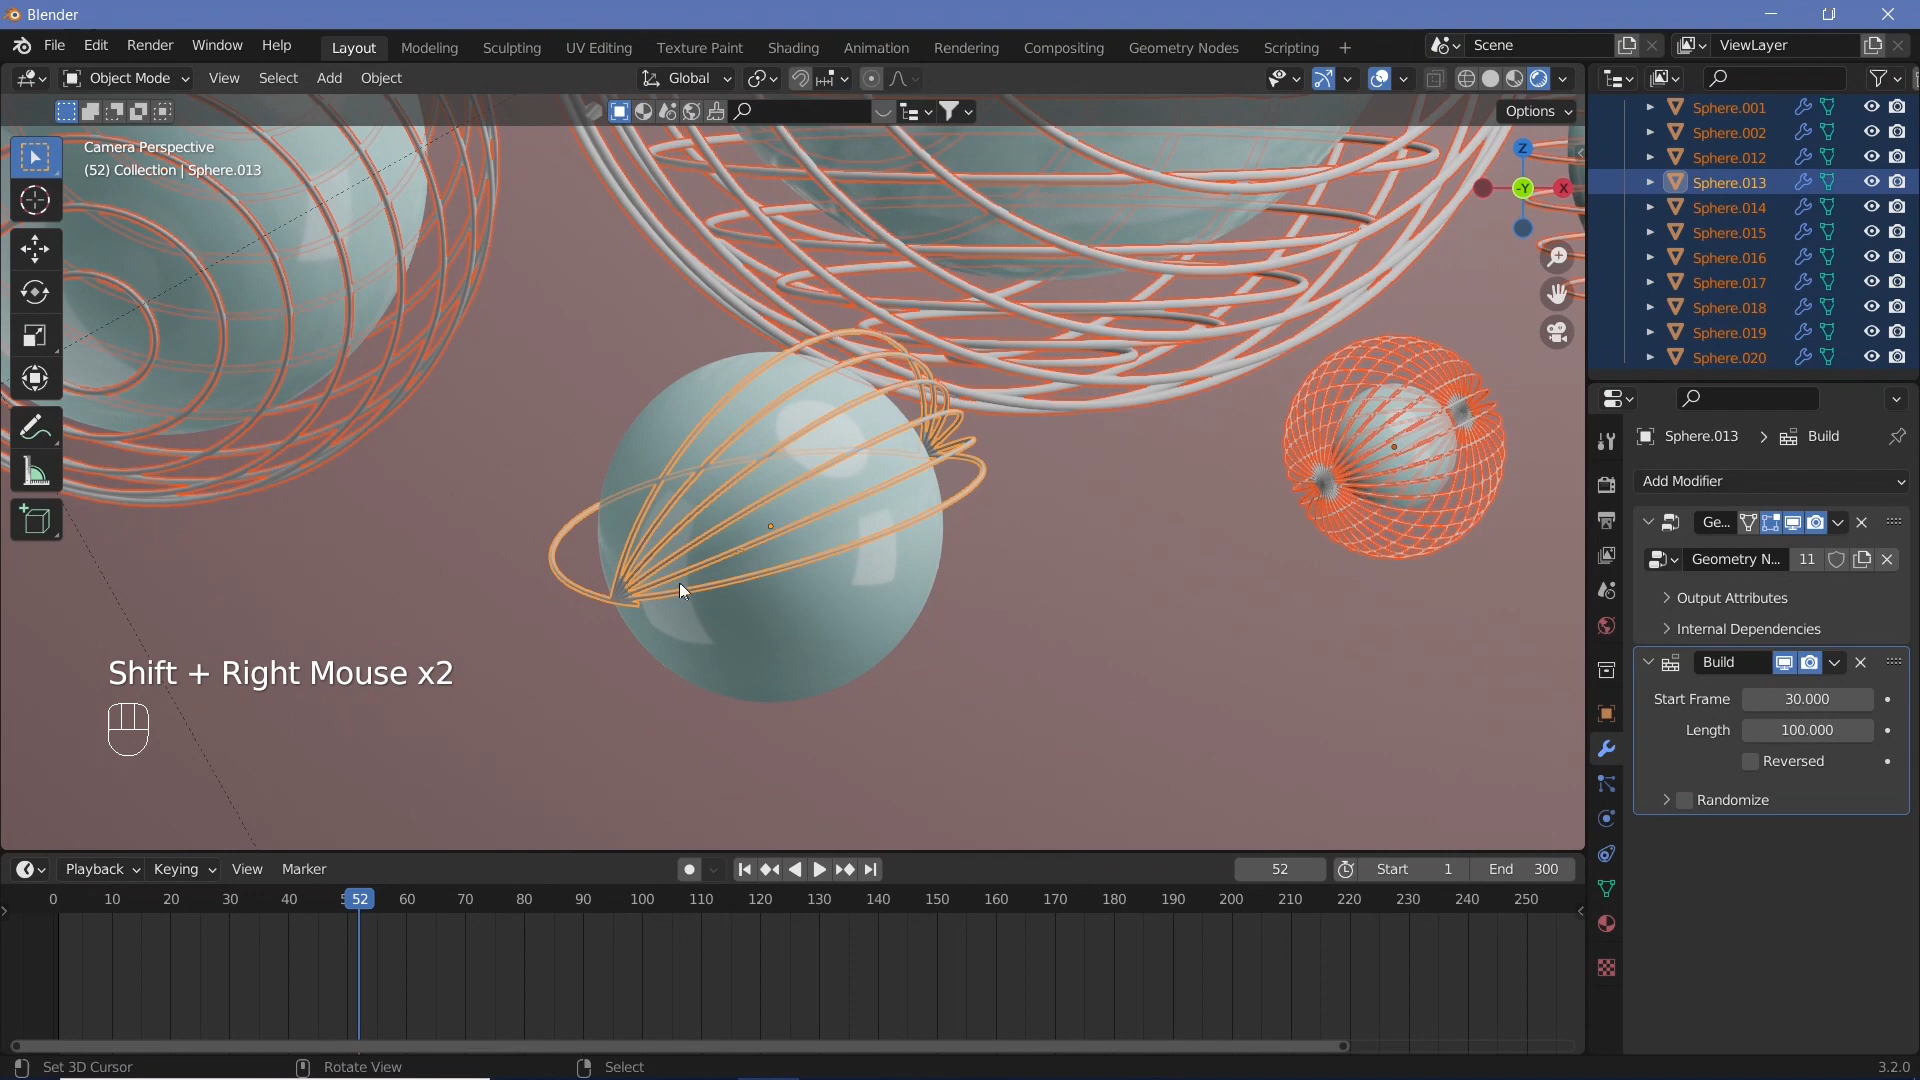 Blender
File Edit Render Window Help
Layout Modeling Sculpting UV Editing Texture Paint Shading Animation Rendering Compositing Geometry Nodes Scripting +
Scene
ViewLayer
Object Mode View Select Add Object
Global
Options
Camera Perspective
(52) Collection | Sphere.013
Z
-Y
X
Shift + Right Mouse x2
Sphere.001
Sphere.002
Sphere.012
Sphere.013
Sphere.014
Sphere.015
Sphere.016
Sphere.017
Sphere.018
Sphere.019
Sphere.020
Sphere.013 > Build
Add Modifier
Ge...
Geometry N... 11
Output Attributes
Internal Dependencies
Build
Start Frame 30.000
Length 100.000
Reversed
Randomize
Playback Keying View Marker
52
Start 1
End 300
0 10 20 30 40 52 60 70 80 90 100 110 120 130 140 150 160 170 180 190 200 210 220 230 240 250
Set 3D Cursor
Rotate View
Select
3.2.0